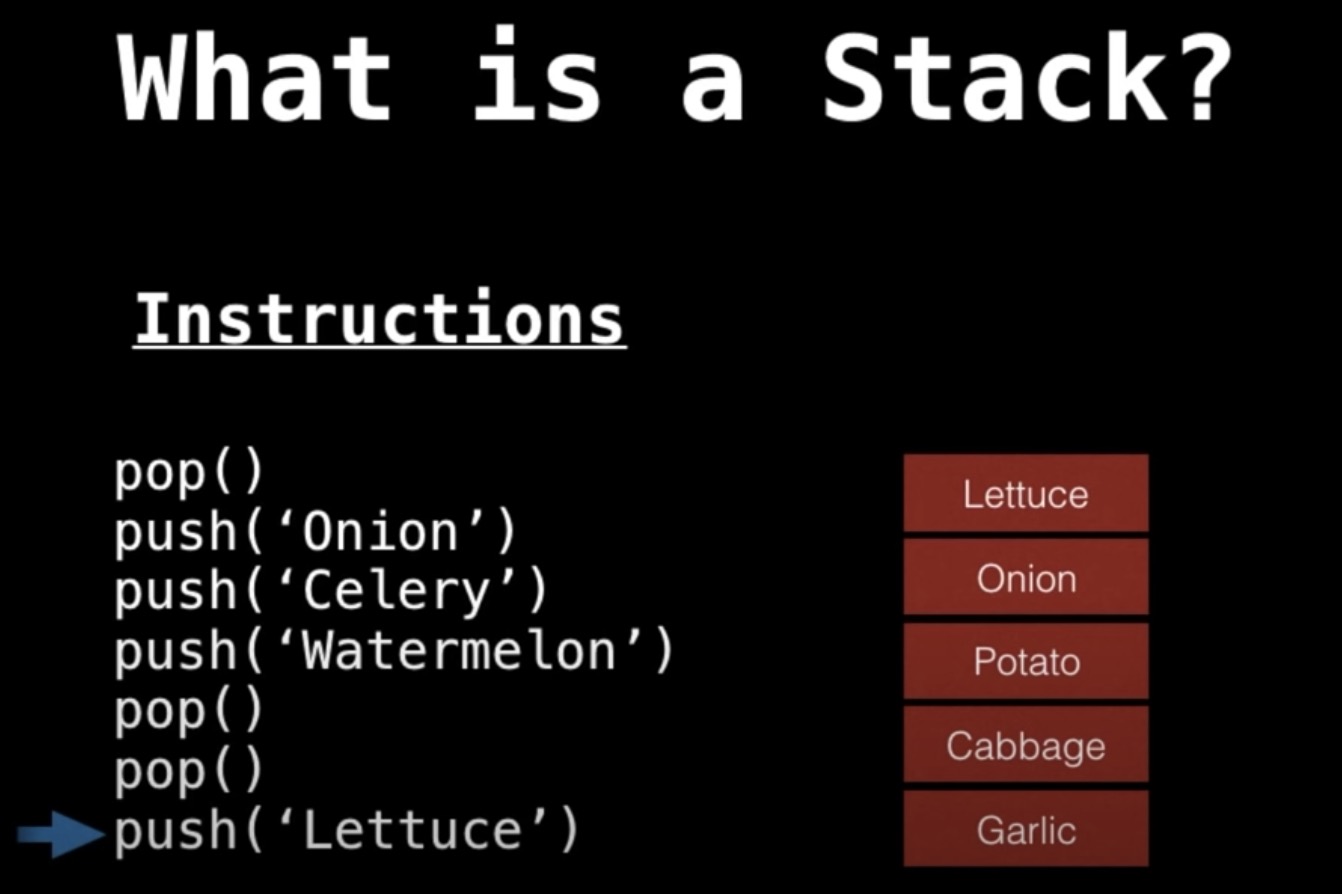 What is a Stack?
Instructions
pop()
push(‘Onion’)
push(‘Celery’)
push(‘Watermelon’)
pop()
pop()
push(‘Lettuce’)
Lettuce
Onion
Potato
Cabbage
Garlic